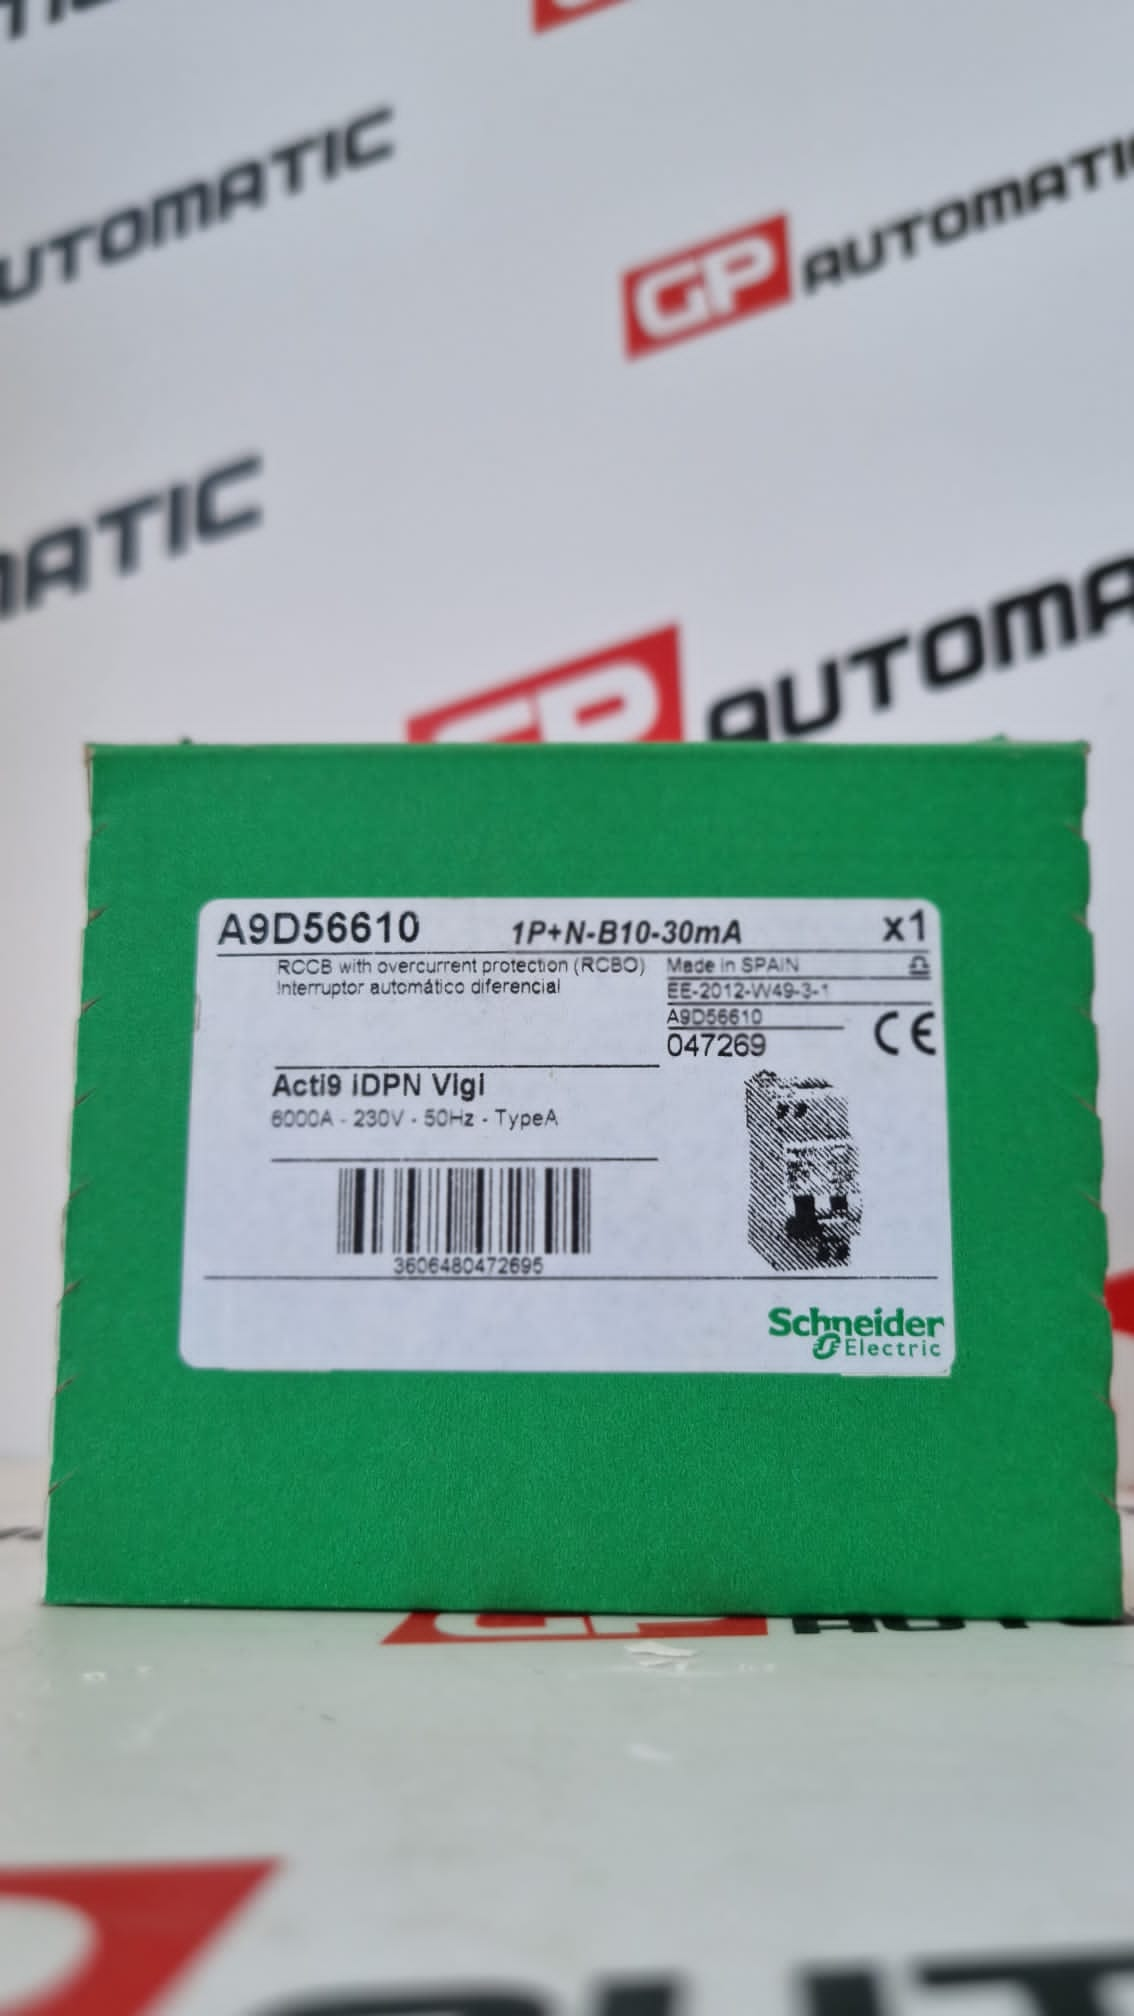 AUTOMATIC
GP AUTOMATIC
MATIC
GP AUTOMATIC
A9D56610 1P+N-B10-30mA x1
RCCB with overcurrent protection (RCBO)
Interruptor automático diferencial
Made in SPAIN
EE-2012-W49-3-1
A9D56610
047269
CE
Acti9 iDPN Vigi
6000A - 230V - 50Hz - TypeA
3606480472695
Schneider
Electric